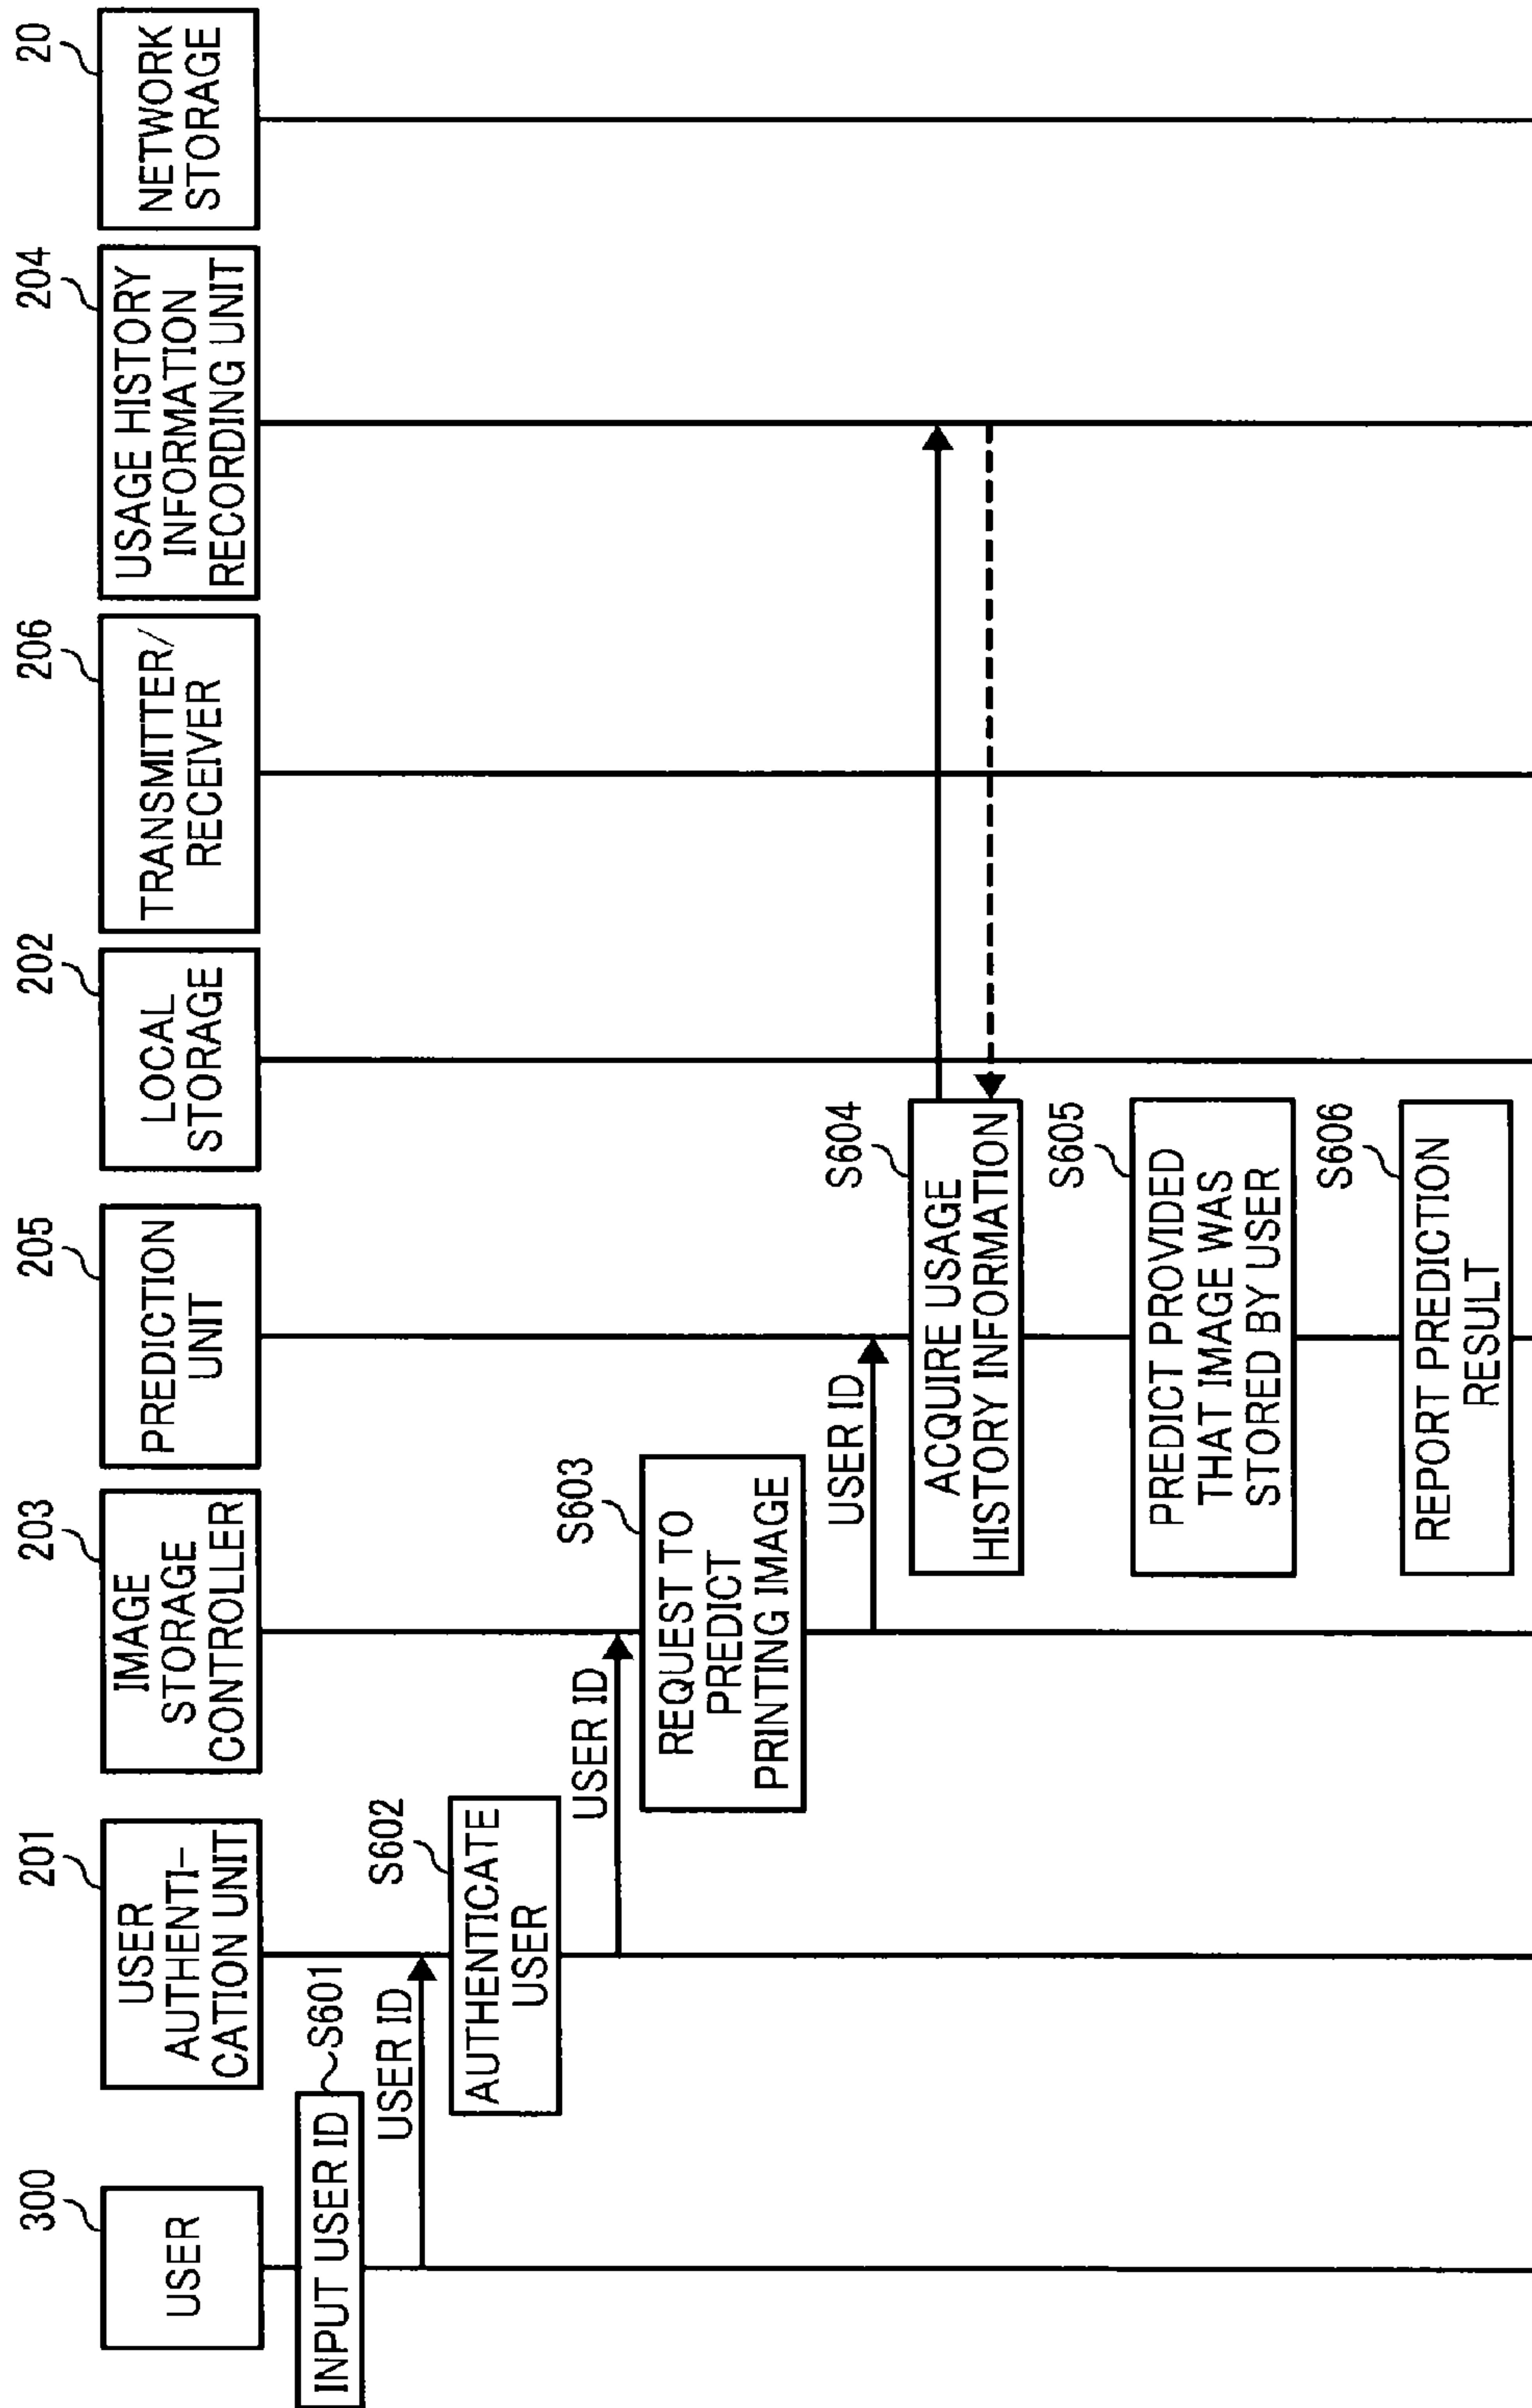 300
USER
201
USER
AUTHENTI-
CATION UNIT
203
IMAGE
STORAGE
CONTROLLER
205
PREDICTION
UNIT
202
LOCAL
STORAGE
206
TRANSMITTER/
RECEIVER
204
USAGE HISTORY
INFORMATION
RECORDING UNIT
20
NETWORK
STORAGE
INPUT USER ID
S601
USER ID
S602
AUTHENTICATE
USER
USER ID
S603
REQUEST TO
PREDICT
PRINTING IMAGE
USER ID
S604
ACQUIRE USAGE
HISTORY INFORMATION
S605
PREDICT PROVIDED
THAT IMAGE WAS
STORED BY USER
S606
REPORT PREDICTION
RESULT